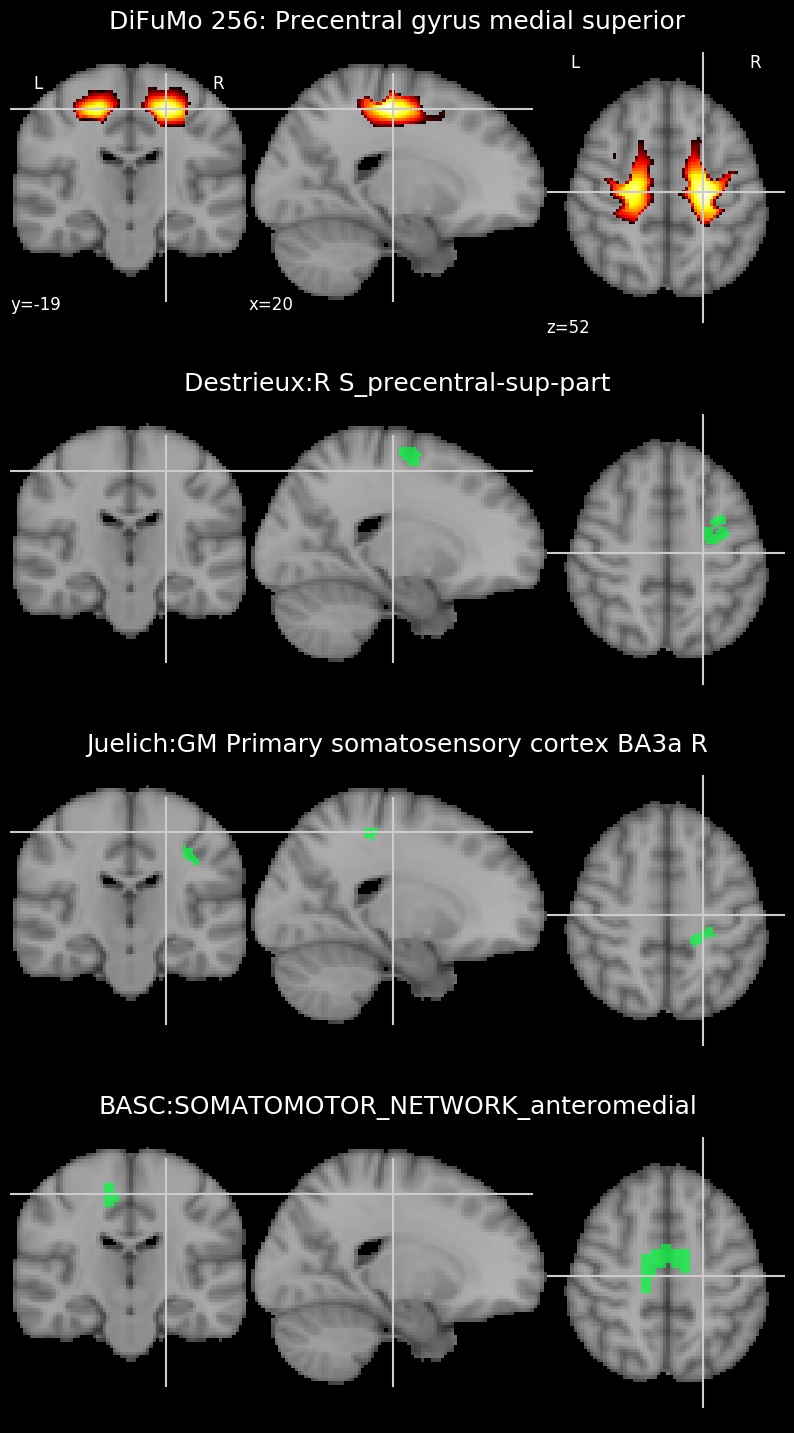 DiFuMo 256: Precentral gyrus medial superior
L R
L R
y=-19
x=20
z=52
Destrieux:R S_precentral-sup-part
Juelich:GM Primary somatosensory cortex BA3a R
BASC:SOMATOMOTOR_NETWORK_anteromedial